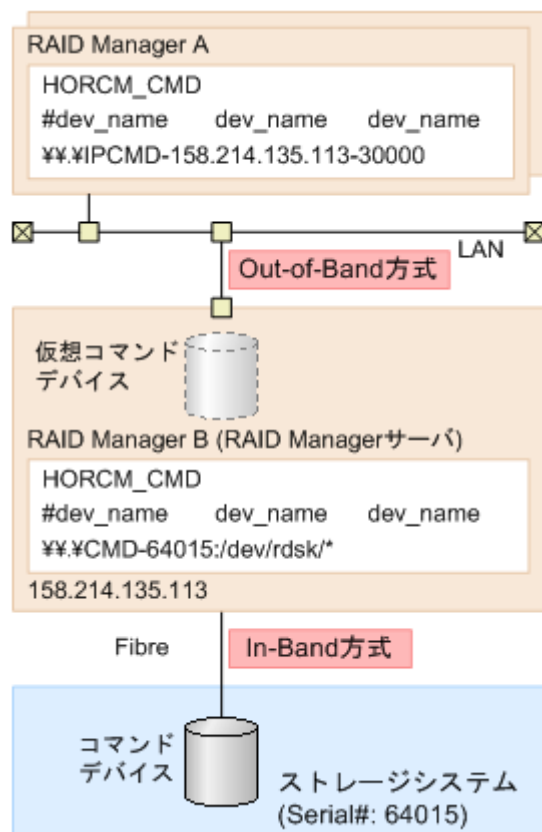 RAID Manager A
HORCM_CMD
#dev_name dev_name dev_name
¥¥.¥IPCMD-158.214.135.113-30000
LAN
Out-of-Band方式
仮想コマンド
デバイス
RAID Manager B (RAID Managerサーバ)
HORCM_CMD
#dev_name dev_name dev_name
¥¥.¥CMD-64015:/dev/rdsk/*
158.214.135.113
Fibre
In-Band方式
コマンド
デバイス
ストレージシステム
(Serial#: 64015)